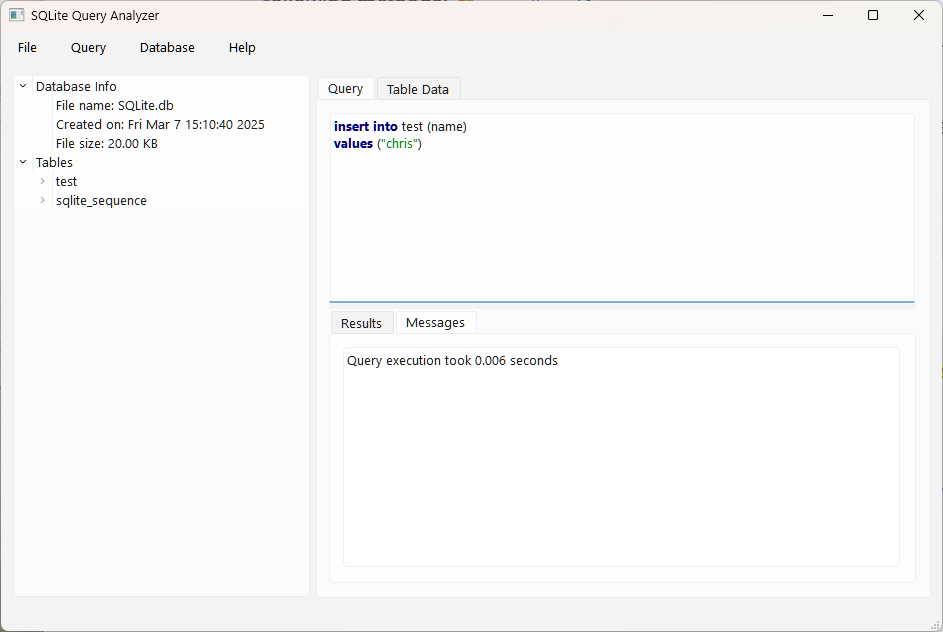 SQLite Query Analyzer
File Query Database Help
Database Info
File name: SQLite.db
Created on: Fri Mar 7 15:10:40 2025
File size: 20.00 KB
Tables
test
sqlite_sequence
Query Table Data
insert into test (name)
values ("chris")
Results Messages
Query execution took 0.006 seconds